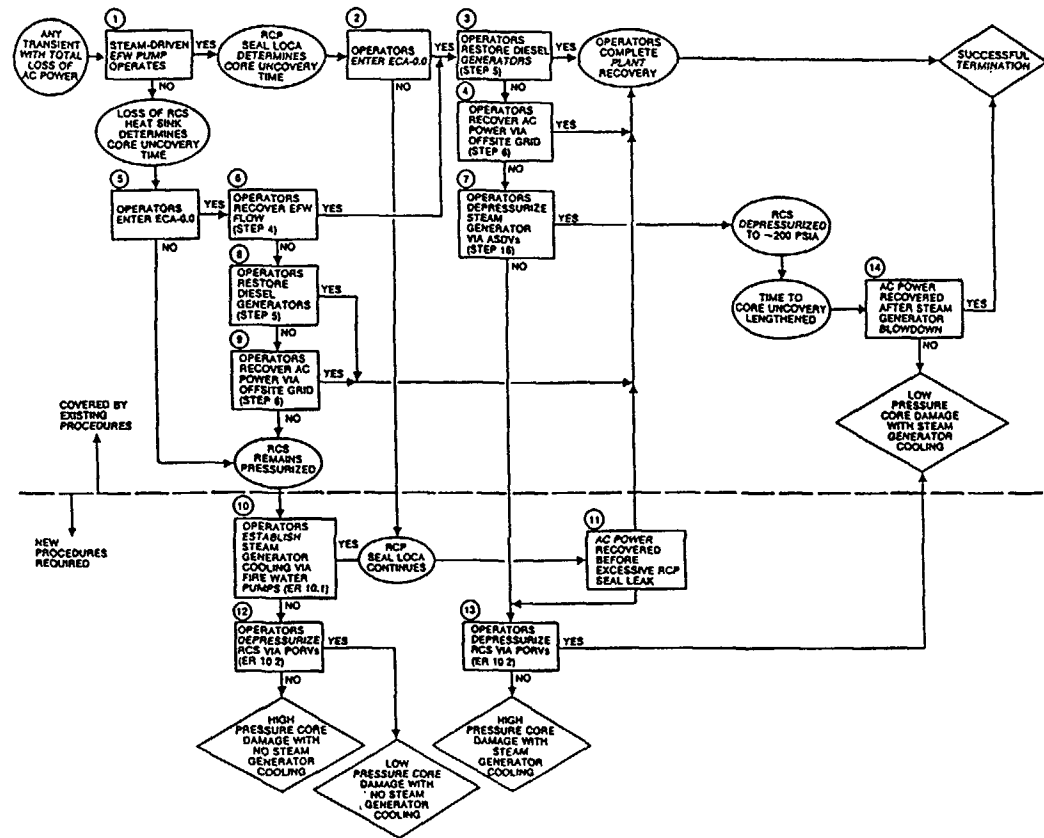 ANY
TRANSIENT
WITH TOTAL
LOSS OF
AC POWER
1
STEAM-DRIVEN
EFW PUMP
OPERATES
YES
NO
RCP
SEAL LOCA
DETERMINES
CORE UNCOVERY
TIME
2
OPERATORS
ENTER ECA-0.0
YES
NO
3
OPERATORS
RESTORE DIESEL
GENERATORS
(STEP 5)
YES
NO
OPERATORS
COMPLETE
PLANT
RECOVERY
SUCCESSFUL
TERMINATION
LOSS OF RCS
HEAT SINK
DETERMINES
CORE UNCOVERY
TIME
4
OPERATORS
RECOVER AC
POWER VIA
OFFSITE GRID
(STEP 6)
YES
NO
5
OPERATORS
ENTER ECA-0.0
YES
NO
6
OPERATORS
RECOVER EFW
FLOW
(STEP 4)
YES
NO
7
OPERATORS
DEPRESSURIZE
STEAM
GENERATOR
VIA ASDVs
(STEP 16)
YES
NO
RCS
DEPRESSURIZED
TO ~200 PSIA
8
OPERATORS
RESTORE
DIESEL
GENERATORS
(STEP 5)
YES
NO
TIME TO
CORE UNCOVERY
LENGTHENED
14
AC POWER
RECOVERED
AFTER STEAM
GENERATOR
BLOWDOWN
YES
NO
9
OPERATORS
RECOVER AC
POWER VIA
OFFSITE GRID
(STEP 6)
YES
NO
COVERED BY
EXISTING
PROCEDURES
RCS
REMAINS
PRESSURIZED
LOW
PRESSURE
CORE DAMAGE
WITH STEAM
GENERATOR
COOLING
NEW
PROCEDURES
REQUIRED
10
OPERATORS
ESTABLISH
STEAM
GENERATOR
COOLING VIA
FIRE WATER
PUMPS (ER 10.1)
YES
NO
RCP
SEAL LOCA
CONTINUES
11
AC POWER
RECOVERED
BEFORE
EXCESSIVE RCP
SEAL LEAK
12
OPERATORS
DEPRESSURIZE
RCS VIA PORVs
(ER 10 2)
YES
NO
13
OPERATORS
DEPRESSURIZE
RCS VIA PORVs
(ER 10 2)
YES
NO
HIGH
PRESSURE CORE
DAMAGE WITH
NO STEAM
GENERATOR
COOLING
LOW
PRESSURE CORE
DAMAGE WITH
NO STEAM
GENERATOR
COOLING
HIGH
PRESSURE CORE
DAMAGE WITH
STEAM
GENERATOR
COOLING